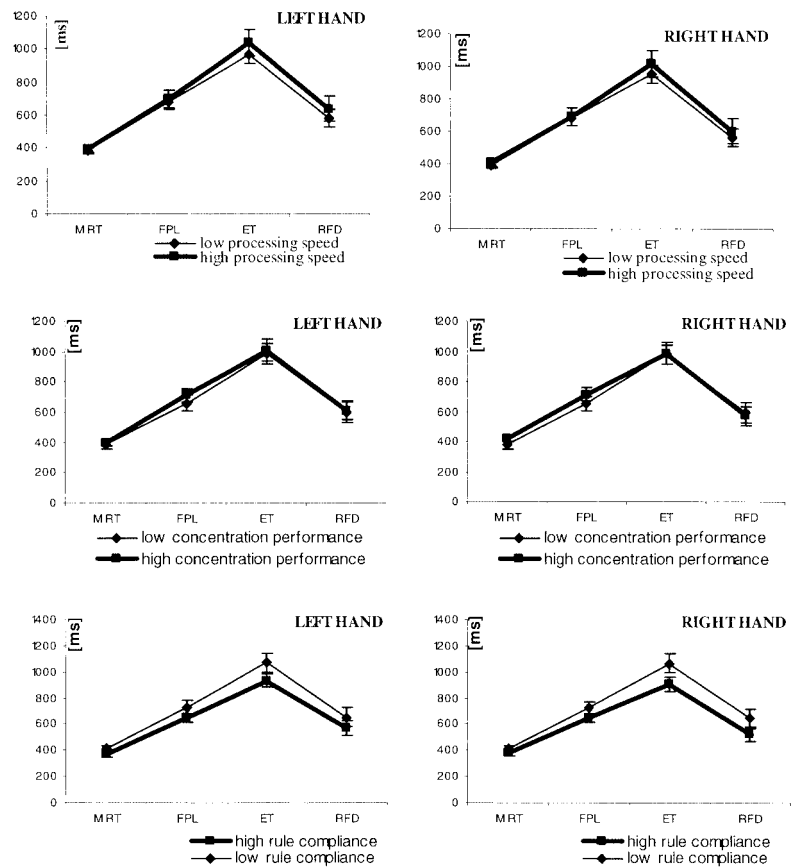 LEFT HAND
[ms]
1200
1000
800
600
400
200
0
MRT FPL ET RFD
low processing speed
high processing speed
RIGHT HAND
[ms]
1200
1000
800
600
400
200
0
MRT FPL ET RFD
low processing speed
high processing speed
LEFT HAND
[ms]
1200
1000
800
600
400
200
0
MRT FPL ET RFD
low concentration performance
high concentration performance
RIGHT HAND
[ms]
1200
1000
800
600
400
200
0
MRT FPL ET RFD
low concentration performance
high concentration performance
LEFT HAND
[ms]
1400
1200
1000
800
600
400
200
0
MRT FPL ET RFD
high rule compliance
low rule compliance
RIGHT HAND
[ms]
1400
1200
1000
800
600
400
200
0
MRT FPL ET RFD
high rule compliance
low rule compliance